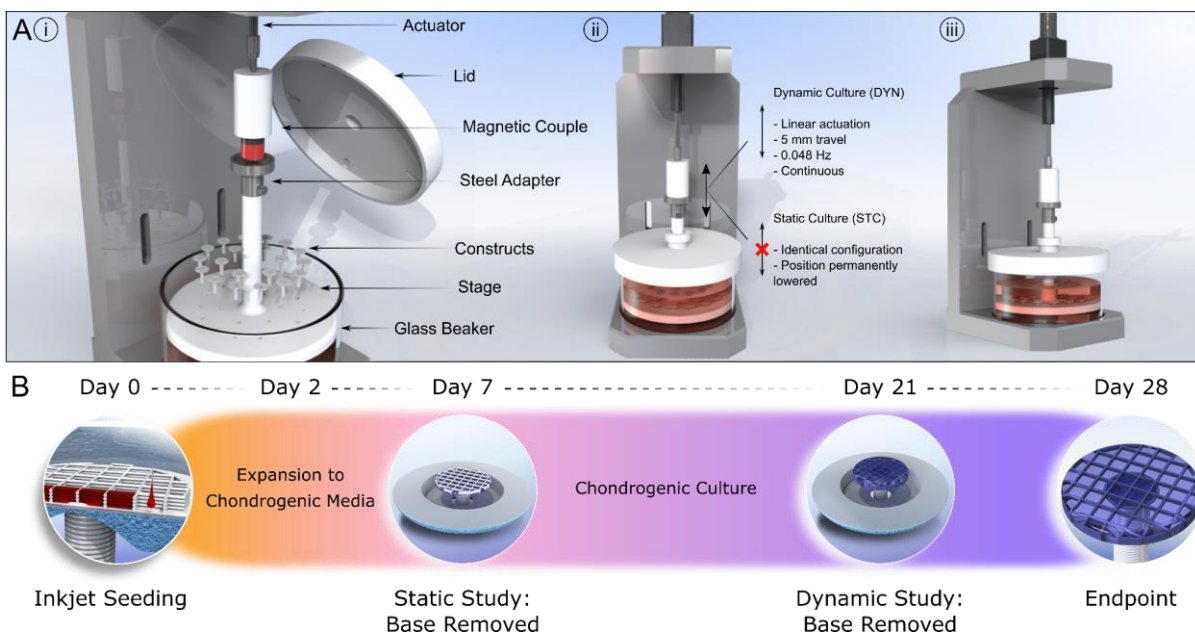 A
i
Actuator
Lid
Magnetic Couple
Steel Adapter
Constructs
Stage
Glass Beaker
ii
Dynamic Culture (DYN)
- Linear actuation
- 5 mm travel
- 0.048 Hz
- Continuous
Static Culture (STC)
- Identical configuration
- Position permanently
lowered
iii
B
Day 0
Day 2
Day 7
Day 21
Day 28
Expansion to
Chondrogenic Media
Chondrogenic Culture
Inkjet Seeding
Static Study:
Base Removed
Dynamic Study:
Base Removed
Endpoint